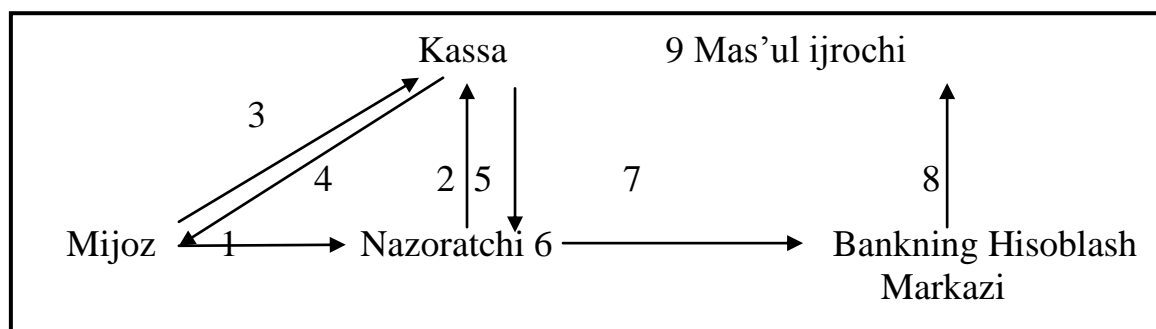 Kassa 9 Mas’ul ijrochi
3
4 2 5 7 8
Mijoz 1 Nazoratchi 6 Bankning Hisoblash
Markazi